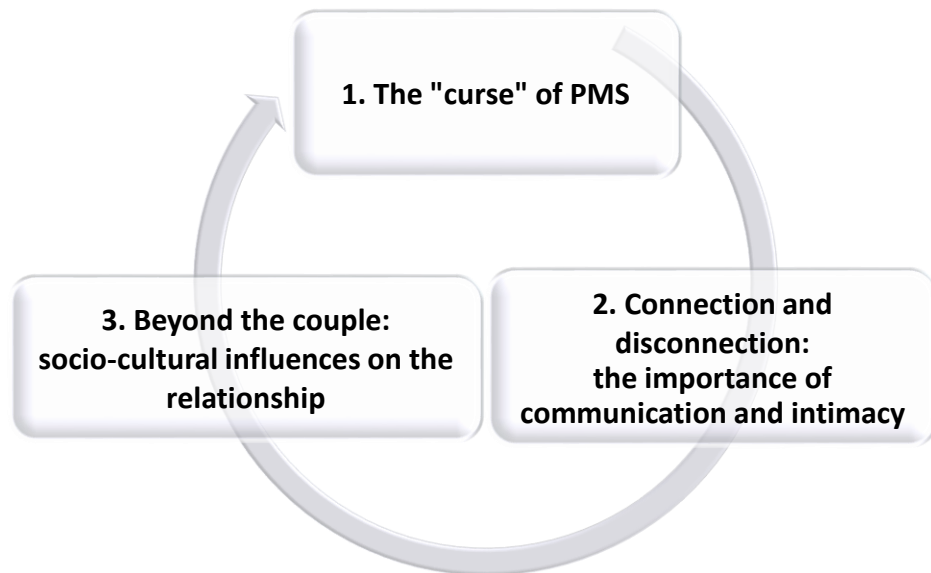 1. The "curse" of PMS
2. Connection and
disconnection:
the importance of
communication and intimacy
3. Beyond the couple:
socio-cultural influences on the
relationship